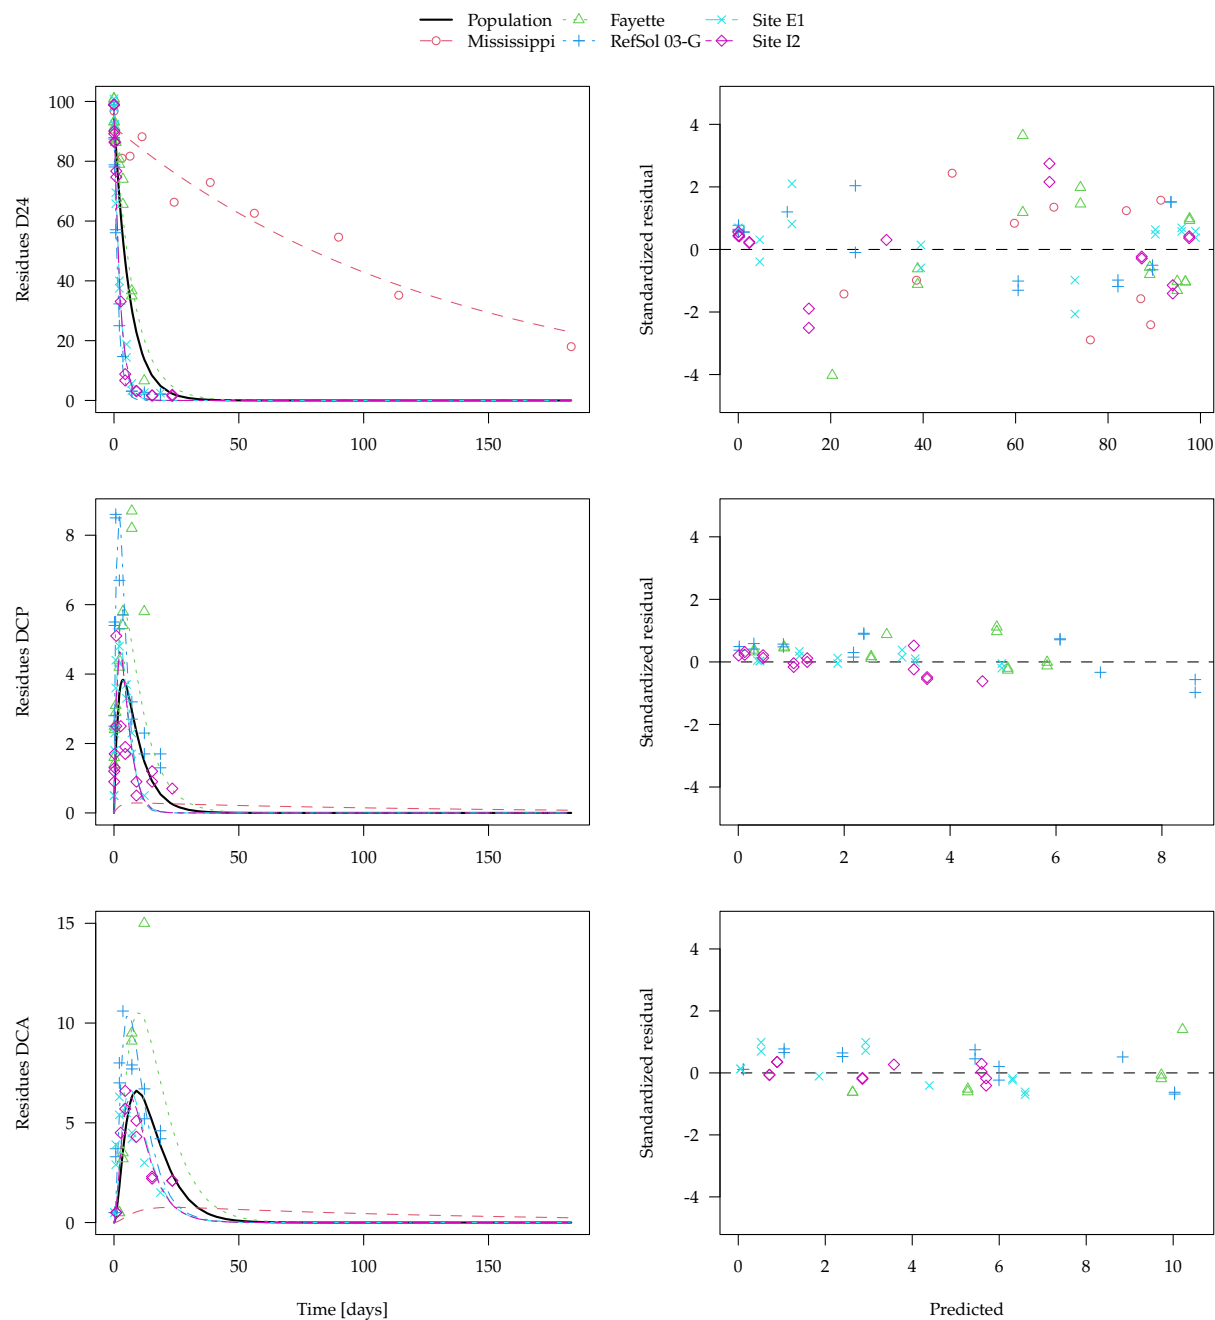 Population Fayette Site E1
Mississippi RefSol 03-G Site I2
Residues D24
0 20 40 60 80 100
0 50 100 150
Standardized residual
-4 -2 0 2 4
0 20 40 60 80 100
Residues DCP
0 2 4 6 8
0 50 100 150
Standardized residual
-4 -2 0 2 4
0 2 4 6 8
Residues DCA
0 5 10 15
0 50 100 150
Time [days]
Standardized residual
-4 -2 0 2 4
0 2 4 6 8 10
Predicted